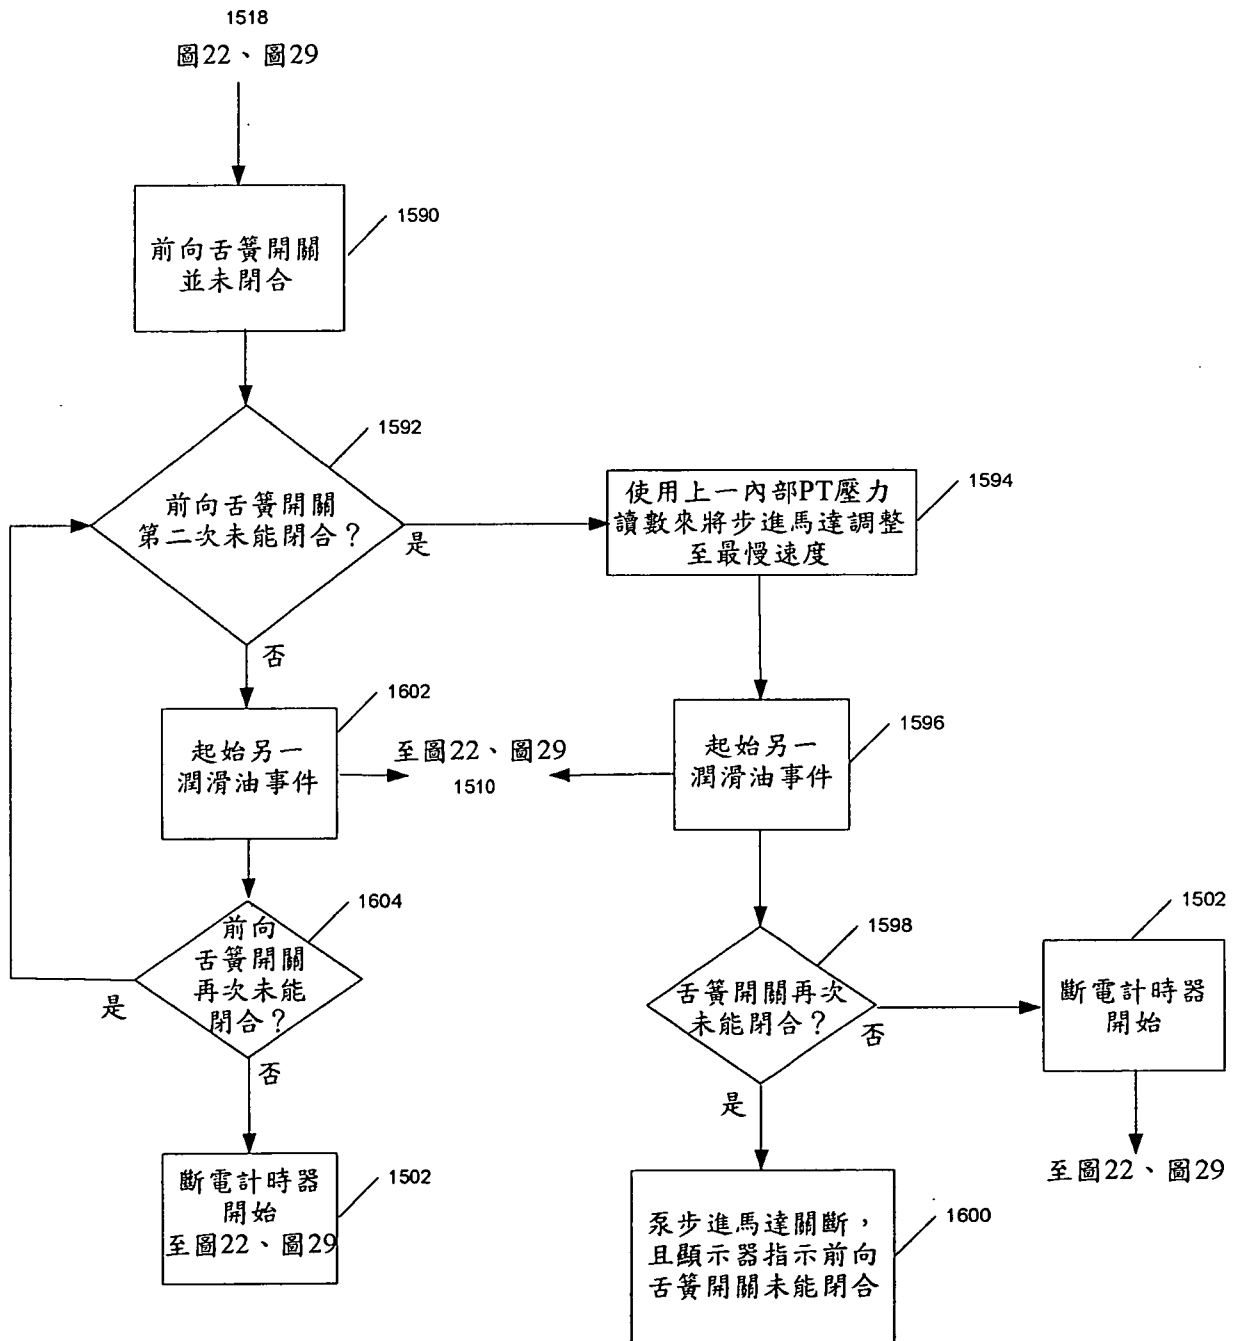 1518
圖22、圖29
1590
前向舌簧開關
並未閉合
1592
前向舌簧開關
第二次未能閉合?
是
否
1594
使用上一內部PT壓力
讀數來將步進馬達調整
至最慢速度
1602
起始另一
潤滑油事件
至圖22、圖29
1510
1596
起始另一
潤滑油事件
1604
前向
舌簧開關
再次未能
閉合?
是
否
1598
舌簧開關再次
未能閉合?
否
是
1502
斷電計時器
開始
至圖22、圖29
1502
斷電計時器
開始
至圖22、圖29
1600
泵步進馬達關斷,
且顯示器指示前向
舌簧開關未能閉合